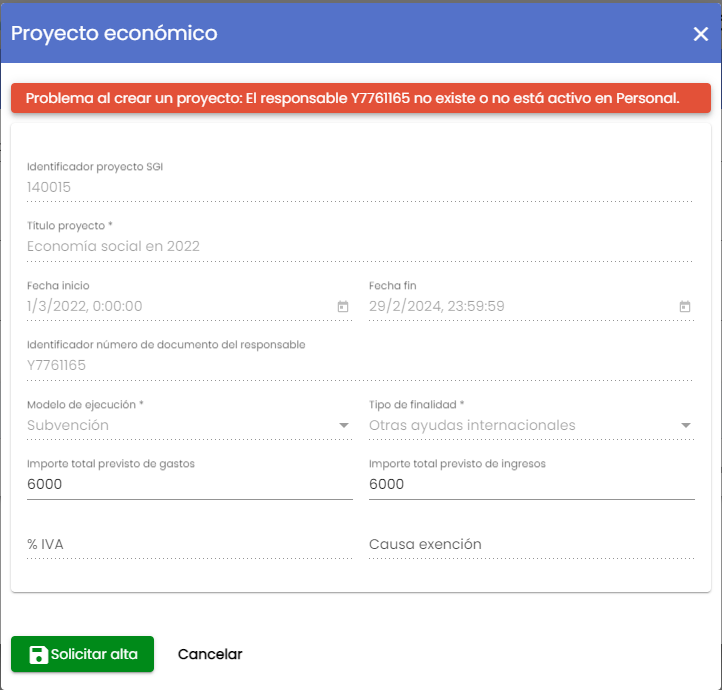 Proyecto económico
Problema al crear un proyecto: El responsable Y7761165 no existe o no está activo en Personal.
Identificador proyecto SGI
140015
Titulo proyecto *
Economía social en 2022
Fecha inicio
1/3/2022, 0:00:00
Fecha fin
29/2/2024, 23:59:59
Identificador número de documento del responsable
Y7761165
Modelo de ejecución *
Subvención
Tipo de finalidad *
Otras ayudas internacionales
Importe total previsto de gastos
6000
Importe total previsto de ingresos
6000
% IVA
Causa exención
Solicitar alta
Cancelar